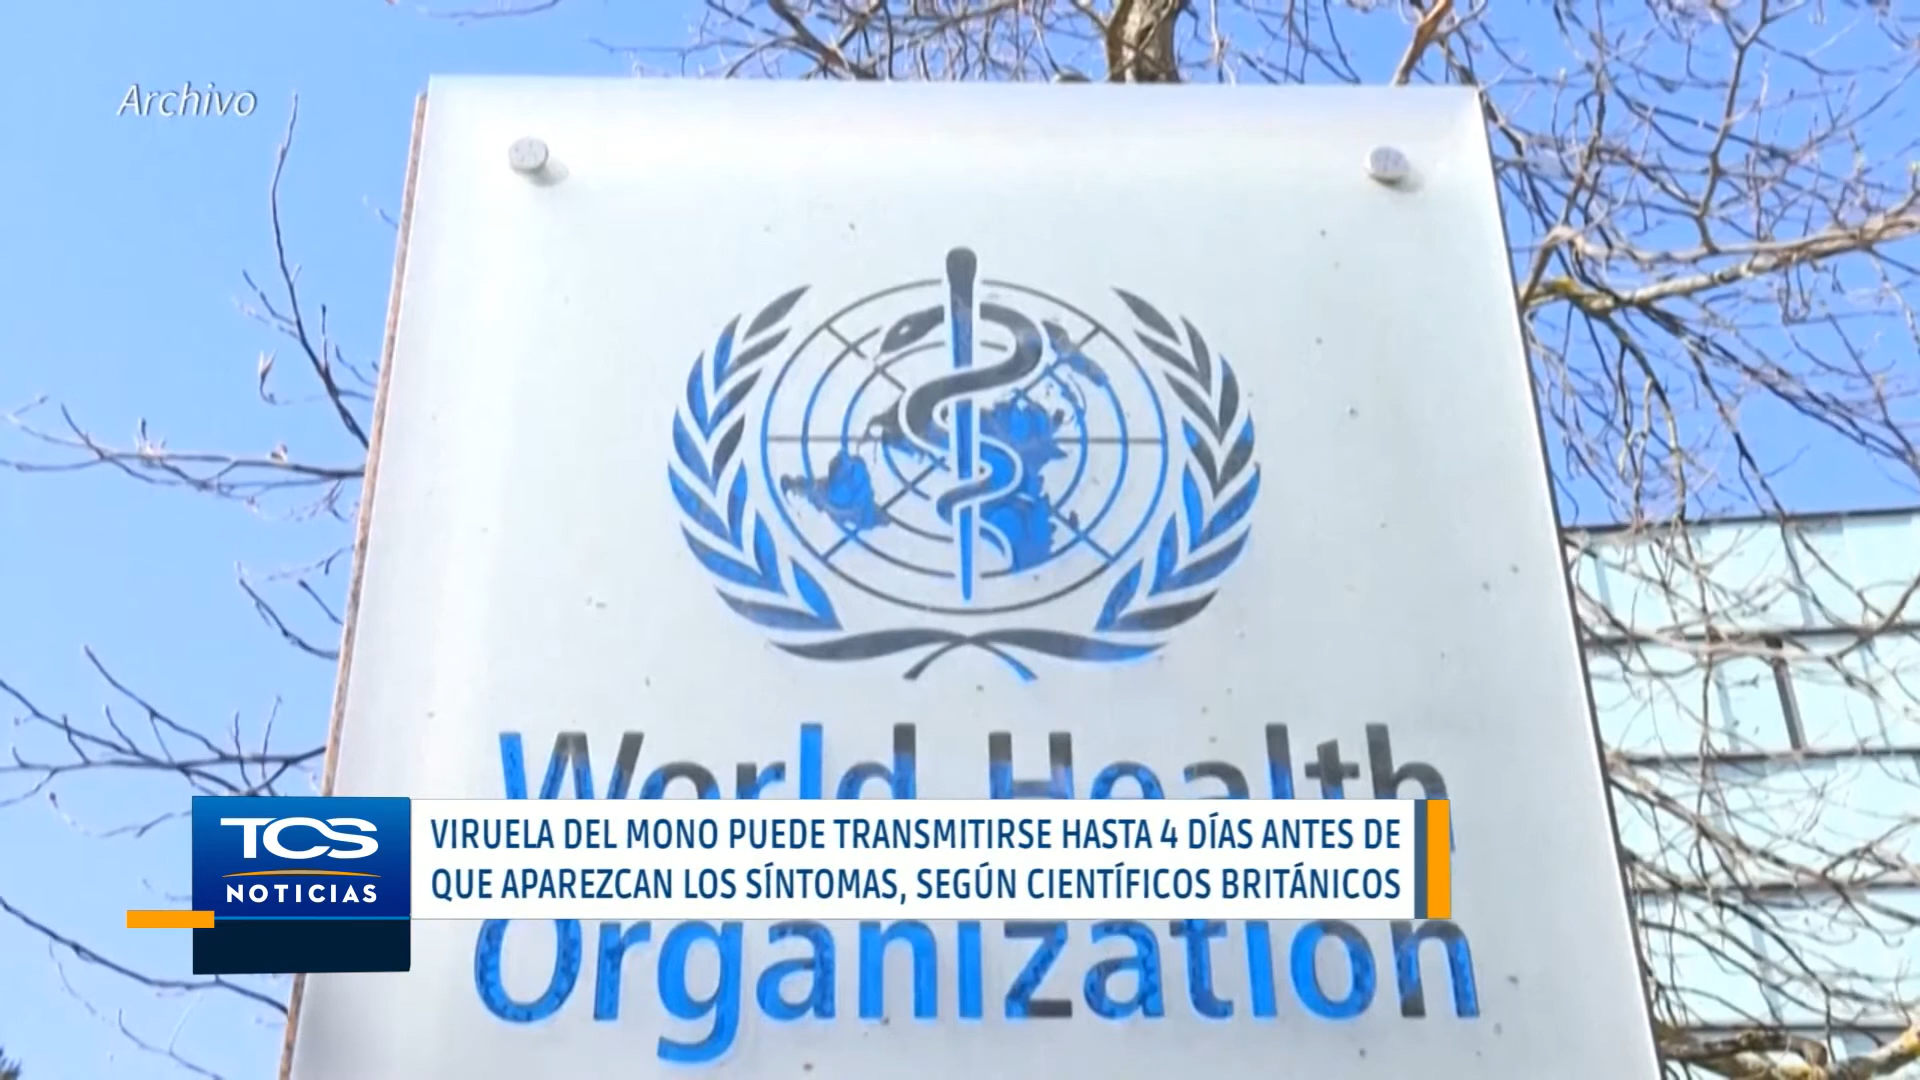 Archivo
World Health
TCS
NOTICIAS
VIRUELA DEL MONO PUEDE TRANSMITIRSE HASTA 4 DÍAS ANTES DE
QUE APAREZCAN LOS SÍNTOMAS, SEGÚN CIENTÍFICOS BRITÁNICOS
Organization